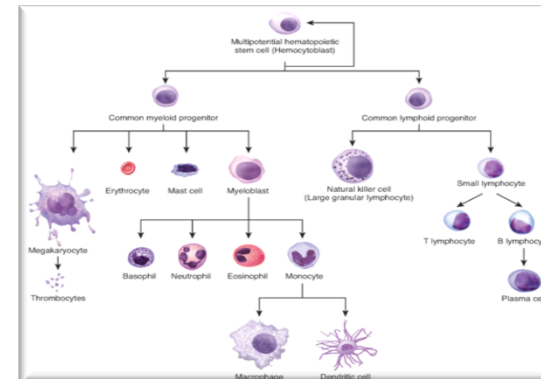 Multipotential hematopoietic
stem cell (Hemocytoblast)
Common myeloid progenitor
Common lymphoid progenitor
Erythrocyte
Mast cell
Myeloblast
Natural killer cell
(Large granular lymphocyte)
Small lymphocyte
T lymphocyte
B lymphocy
Megakaryocyte
Basophil
Neutrophil
Eosinophil
Monocyte
Thrombocytes
Plasma ce
Macrophage
Dendritic cell